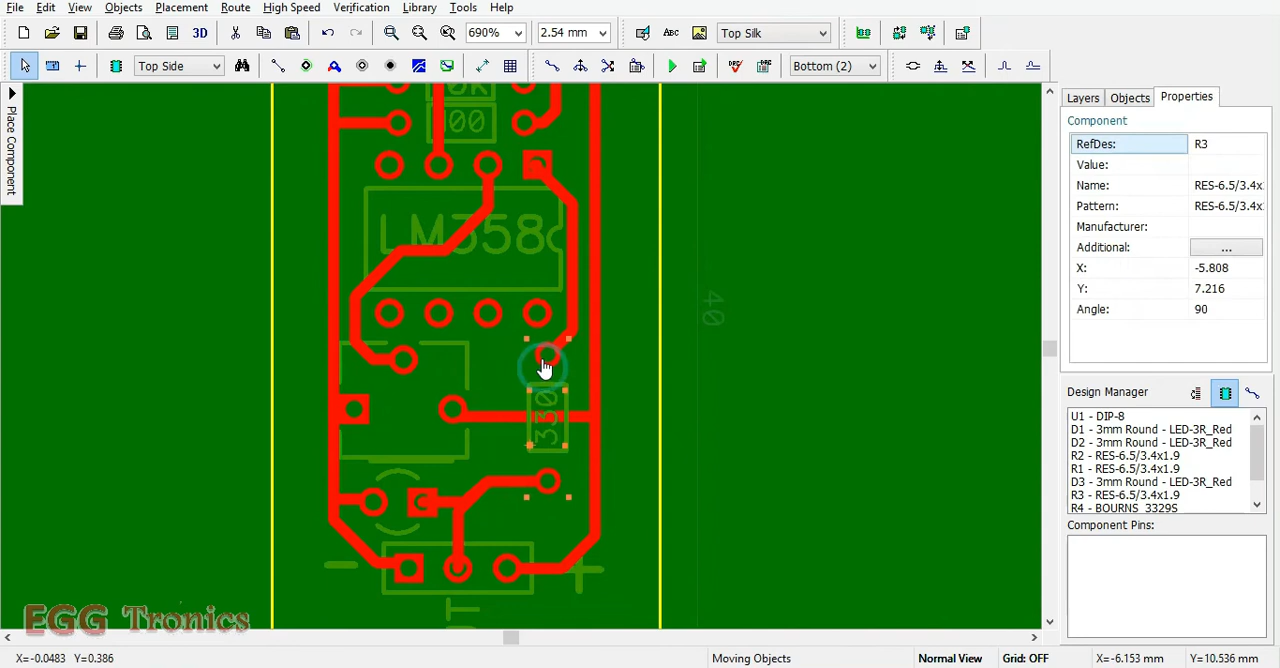 File Edit View Objects Placement Route High Speed Verification Library Tools Help
3D 690% 2.54 mm Abc Top Silk
Top Side Bottom (2)
Place Component
00
LM358
40
330
EGG Tronics
Layers Objects Properties
Component
RefDes: R3
Value:
Name: RES-6.5/3.4x
Pattern: RES-6.5/3.4x
Manufacturer:
Additional: ...
X: -5.808
Y: 7.216
Angle: 90
Design Manager
U1 - DIP-8
D1 - 3mm Round - LED-3R_Red
D2 - 3mm Round - LED-3R_Red
R2 - RES-6.5/3.4x1.9
R1 - RES-6.5/3.4x1.9
D3 - 3mm Round - LED-3R_Red
R3 - RES-6.5/3.4x1.9
R4 - BOURNS_3329S
Component Pins:
X=-0.0483 Y=0.386 Moving Objects Normal View Grid: OFF X=-6.153 mm Y=10.536 mm